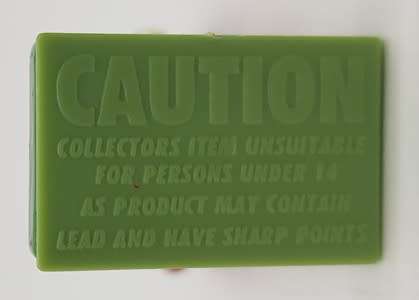 CAUTION
COLLECTORS ITEM UNSUITABLE
FOR PERSONS UNDER 14
AS PRODUCT MAY CONTAIN
LEAD AND HAVE SHARP POINTS